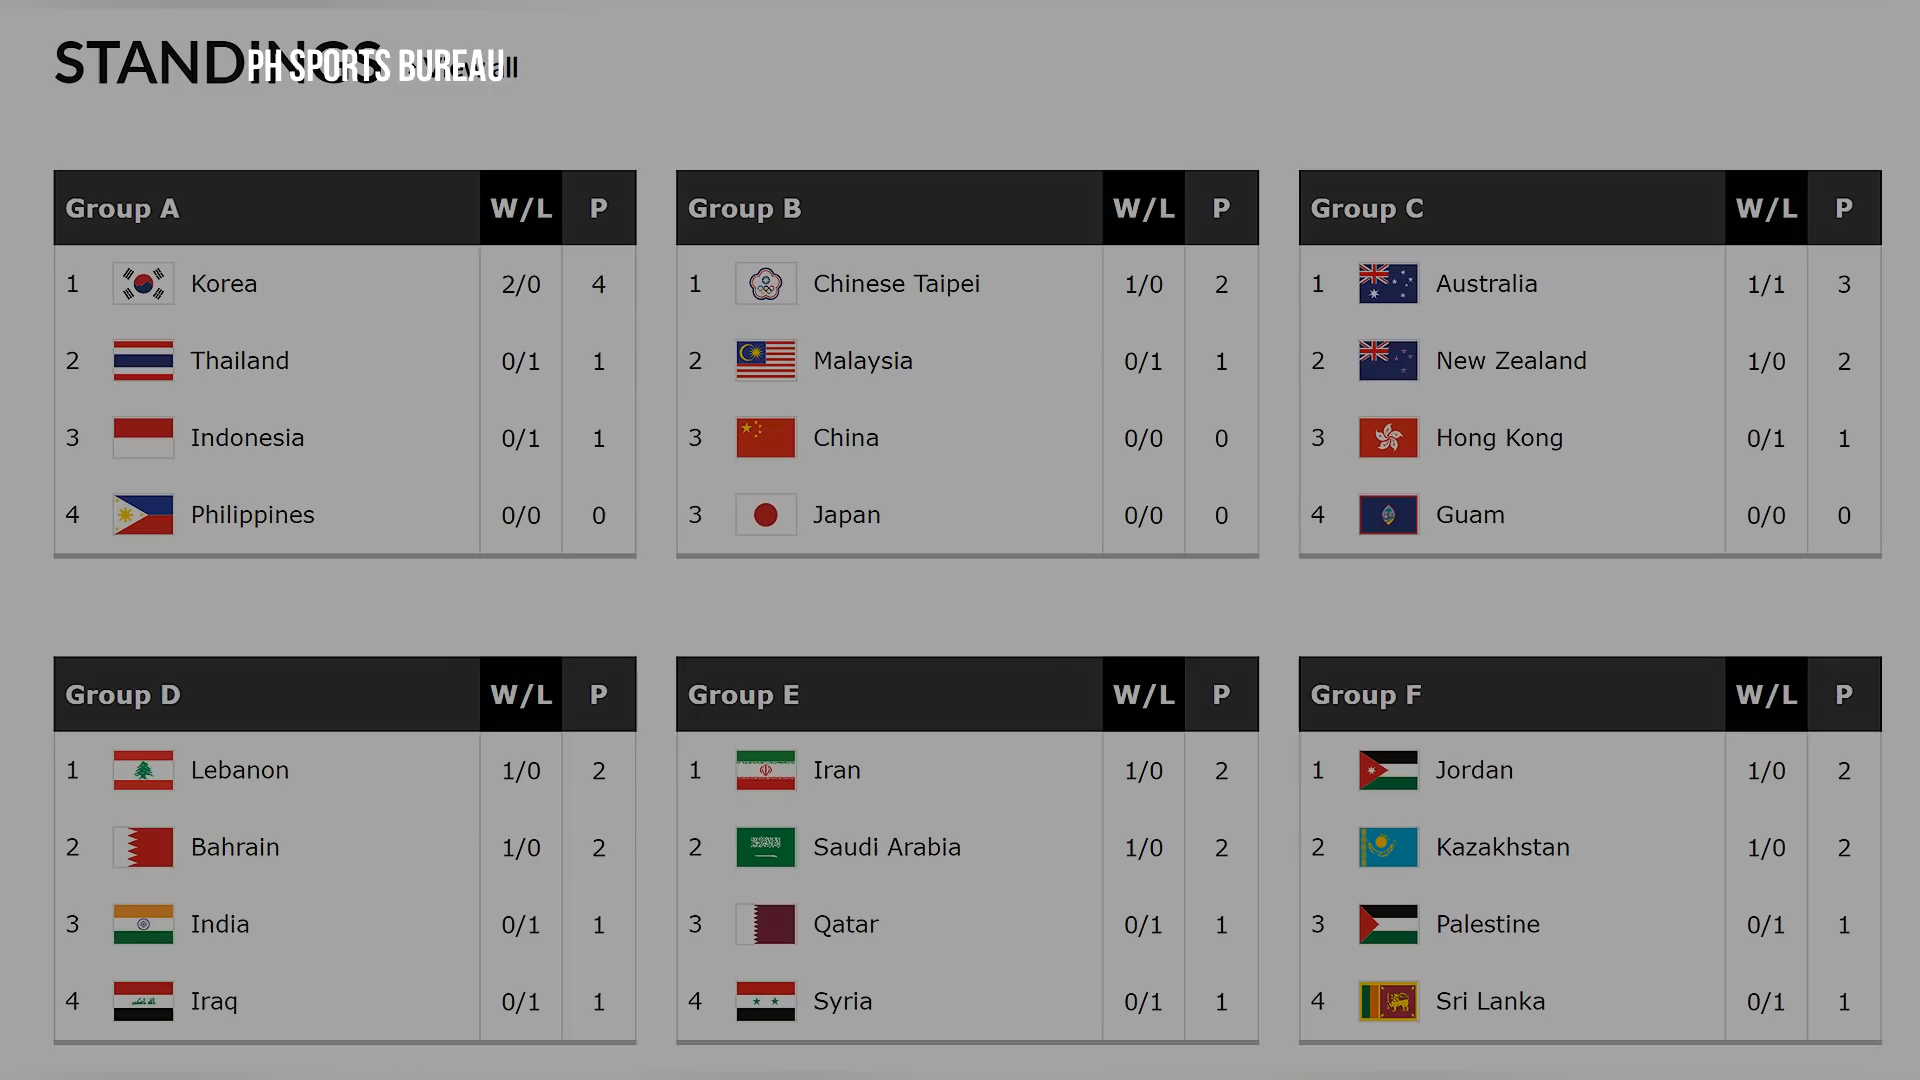 STANDINGS View all
PH SPORTS BUREAU
Group A W/L P
1 Korea 2/0 4
2 Thailand 0/1 1
3 Indonesia 0/1 1
4 Philippines 0/0 0
Group B W/L P
1 Chinese Taipei 1/0 2
2 Malaysia 0/1 1
3 China 0/0 0
3 Japan 0/0 0
Group C W/L P
1 Australia 1/1 3
2 New Zealand 1/0 2
3 Hong Kong 0/1 1
4 Guam 0/0 0
Group D W/L P
1 Lebanon 1/0 2
2 Bahrain 1/0 2
3 India 0/1 1
4 Iraq 0/1 1
Group E W/L P
1 Iran 1/0 2
2 Saudi Arabia 1/0 2
3 Qatar 0/1 1
4 Syria 0/1 1
Group F W/L P
1 Jordan 1/0 2
2 Kazakhstan 1/0 2
3 Palestine 0/1 1
4 Sri Lanka 0/1 1